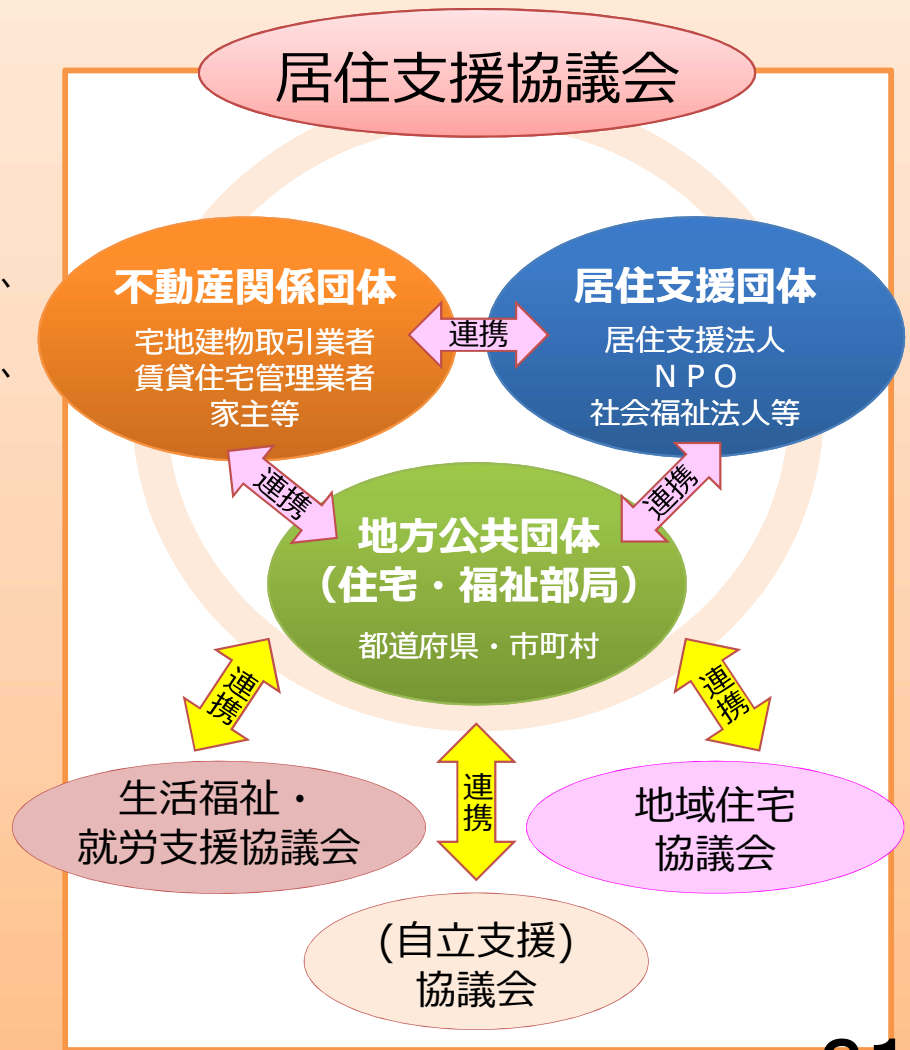 居住支援協議会
、
不動産関係団体
宅地建物取引業者
賃貸住宅管理業者
家主等
連携
居住支援団体
居住支援法人
ＮＰＯ
社会福祉法人等
、
連携
連携
地方公共団体
（住宅・福祉部局）
都道府県・市町村
連携
連携
連携
生活福祉・
就労支援協議会
地域住宅
協議会
(自立支援)
協議会